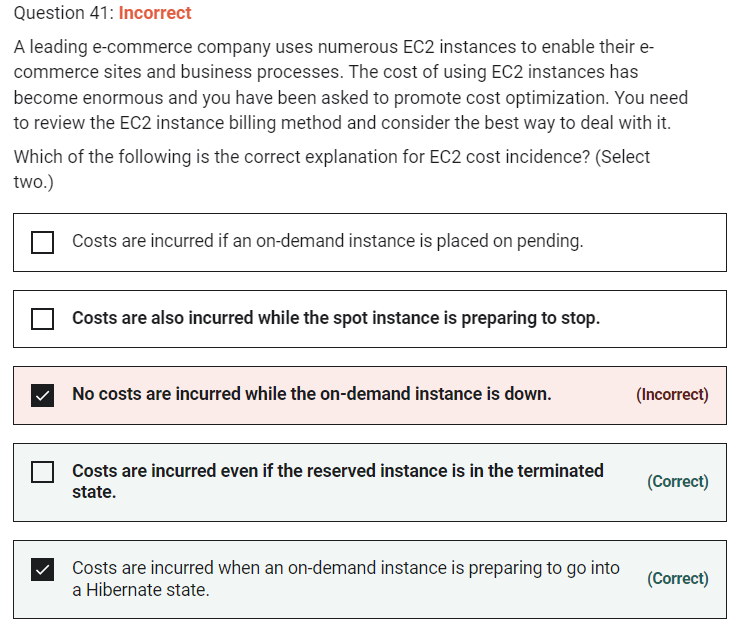 Question 41: Incorrect
A leading e-commerce company uses numerous EC2 instances to enable their e-
commerce sites and business processes. The cost of using EC2 instances has
become enormous and you have been asked to promote cost optimization. You need
to review the EC2 instance billing method and consider the best way to deal with it.
Which of the following is the correct explanation for EC2 cost incidence? (Select
two.)
Costs are incurred if an on-demand instance is placed on pending.
Costs are also incurred while the spot instance is preparing to stop.
No costs are incurred while the on-demand instance is down. (Incorrect)
Costs are incurred even if the reserved instance is in the terminated
state. (Correct)
Costs are incurred when an on-demand instance is preparing to go into
a Hibernate state. (Correct)